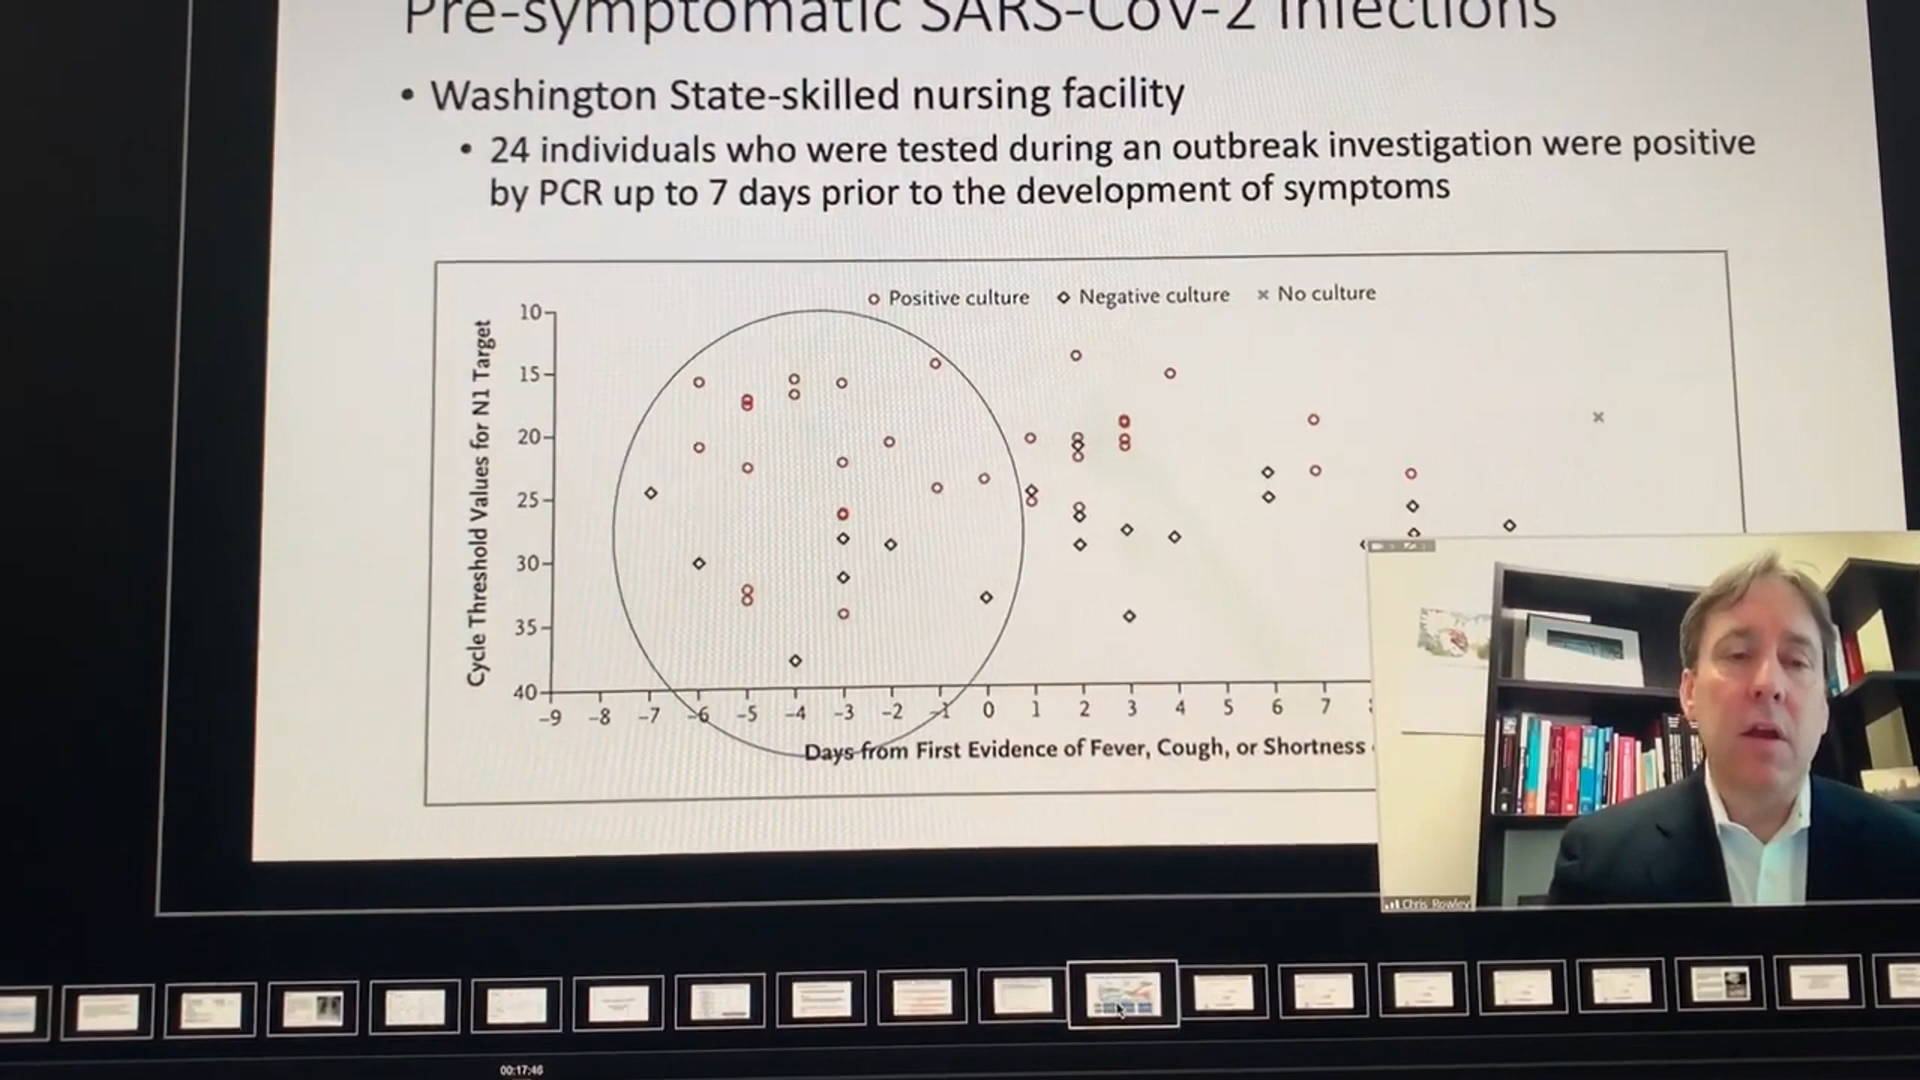 Pre-symptomatic SARS-CoV-2 Infections
• Washington State-skilled nursing facility
• 24 individuals who were tested during an outbreak investigation were positive
by PCR up to 7 days prior to the development of symptoms
Positive culture Negative culture × No culture
Cycle Threshold Values for N1 Target
10
15
20
25
30
35
40
-9 -8 -7 -6 -5 -4 -3 -2 -1 0 1 2 3 4 5 6 7
Days from First Evidence of Fever, Cough, or Shortness
Chris Rowley
00:17:46